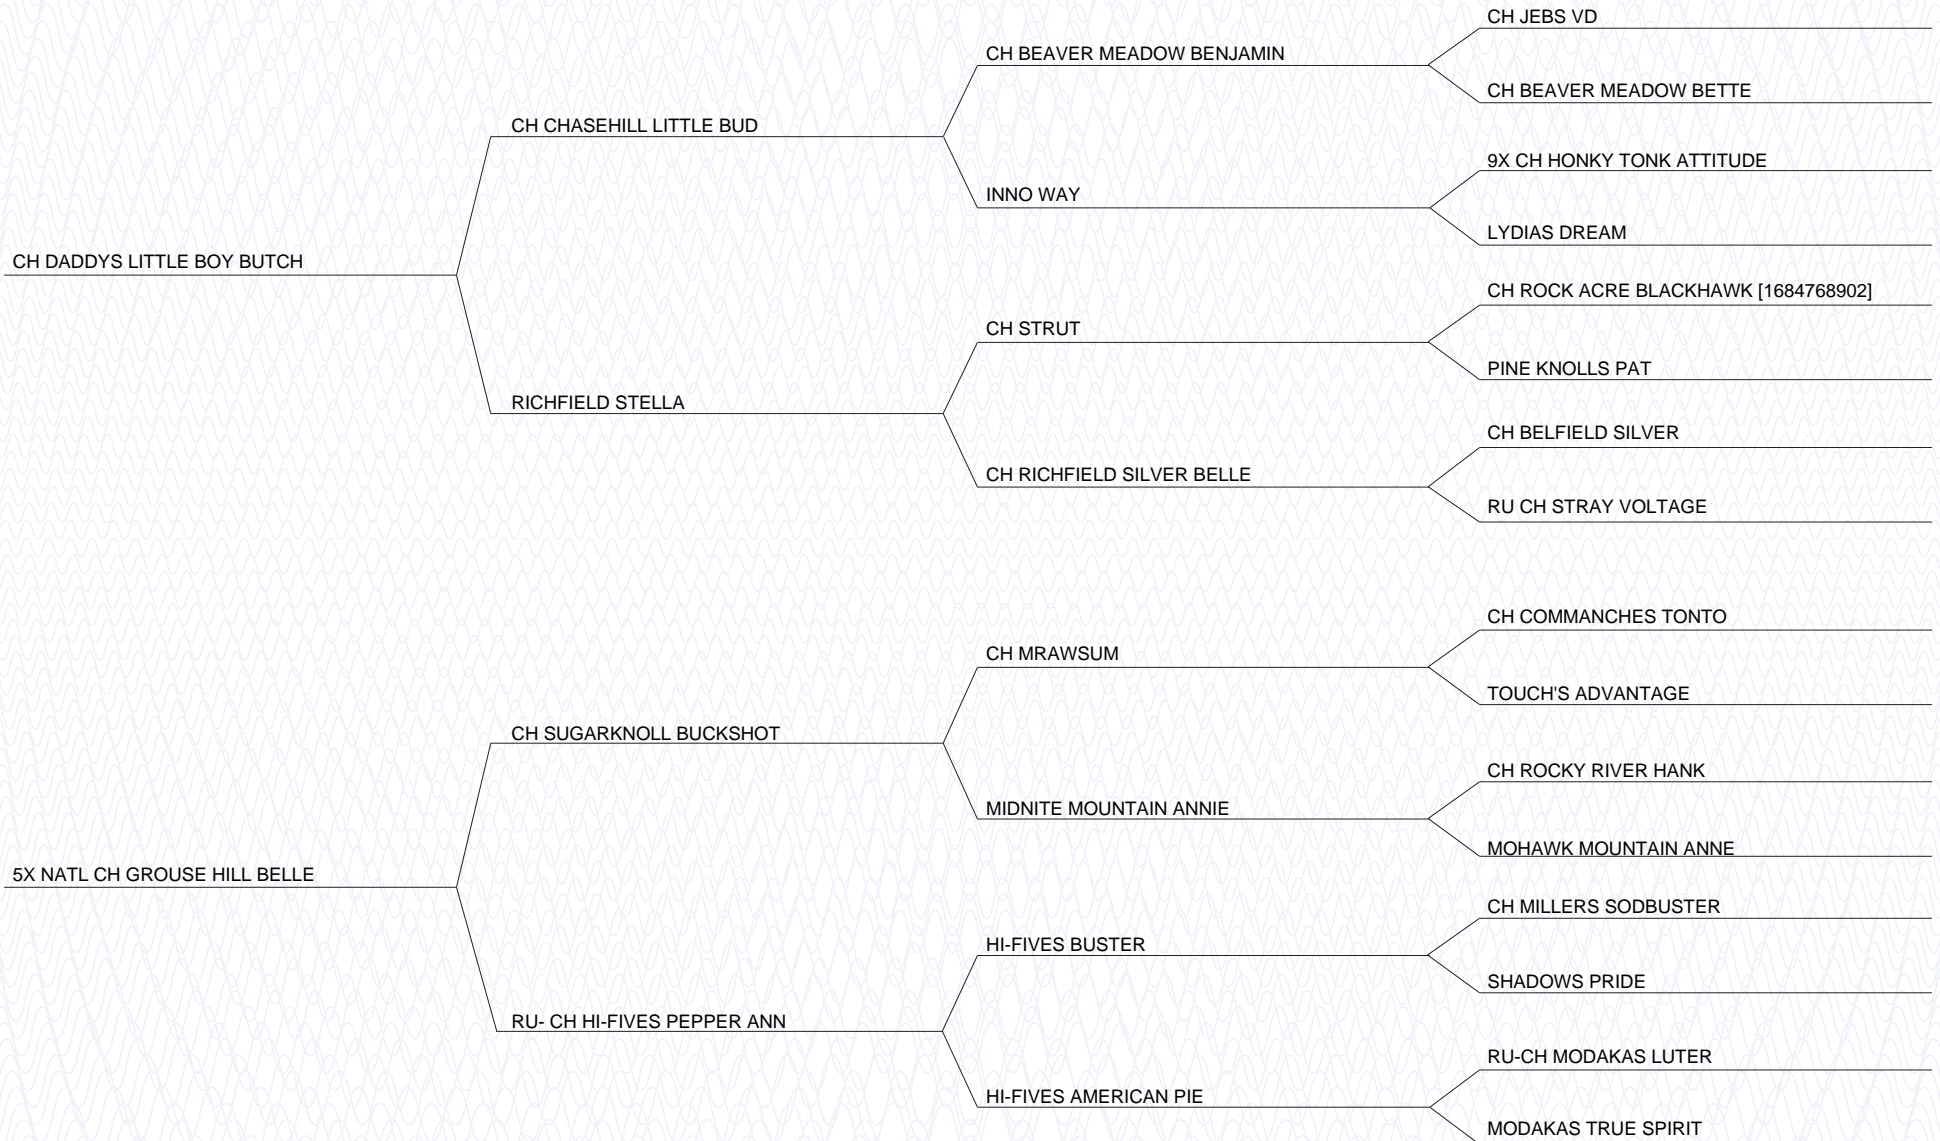 CH JEBS VD
CH BEAVER MEADOW BENJAMIN
CH BEAVER MEADOW BETTE
CH CHASEHILL LITTLE BUD
9X CH HONKY TONK ATTITUDE
INNO WAY
LYDIAS DREAM
CH DADDYS LITTLE BOY BUTCH
CH ROCK ACRE BLACKHAWK [1684768902]
CH STRUT
PINE KNOLLS PAT
RICHFIELD STELLA
CH BELFIELD SILVER
CH RICHFIELD SILVER BELLE
RU CH STRAY VOLTAGE
CH COMMANCHES TONTO
CH MRAWSUM
TOUCH'S ADVANTAGE
CH SUGARKNOLL BUCKSHOT
CH ROCKY RIVER HANK
MIDNITE MOUNTAIN ANNIE
MOHAWK MOUNTAIN ANNE
5X NATL CH GROUSE HILL BELLE
CH MILLERS SODBUSTER
HI-FIVES BUSTER
SHADOWS PRIDE
RU- CH HI-FIVES PEPPER ANN
RU-CH MODAKAS LUTER
HI-FIVES AMERICAN PIE
MODAKAS TRUE SPIRIT